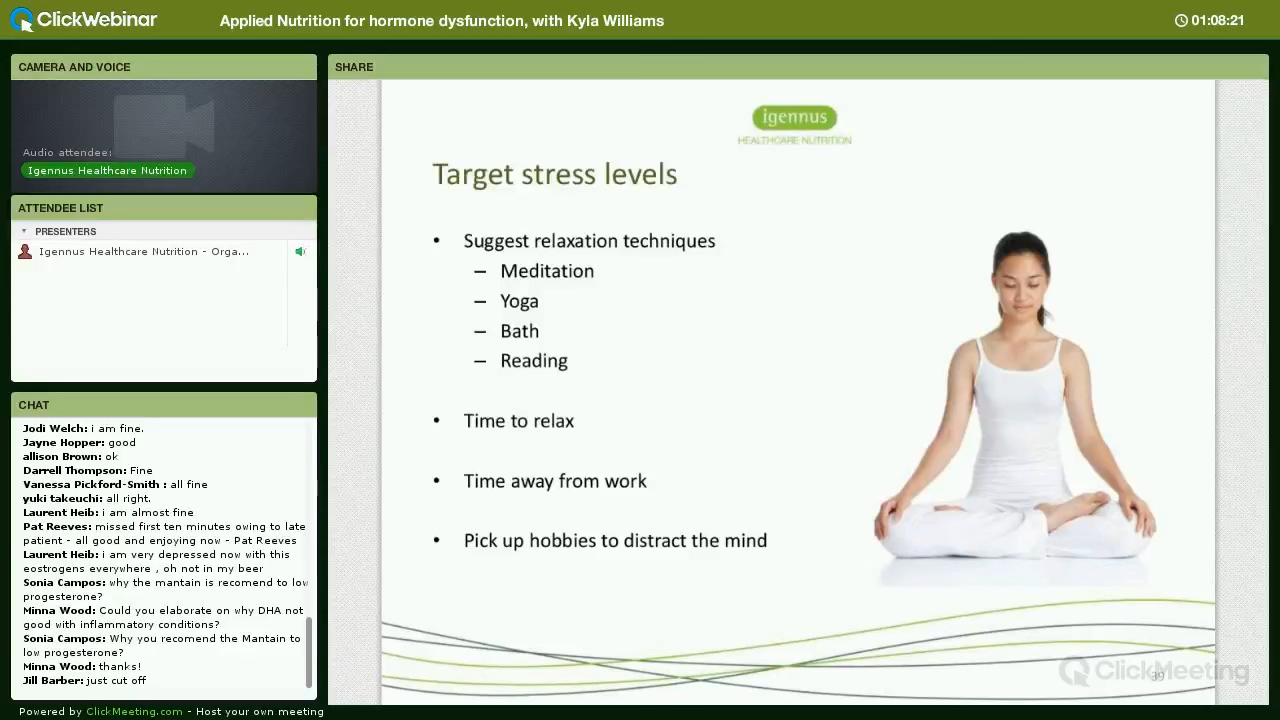 ClickWebinar
Applied Nutrition for hormone dysfunction, with Kyla Williams
01:08:21
CAMERA AND VOICE
Audio attendee:
Igennus Healthcare Nutrition
ATTENDEE LIST
PRESENTERS
Igennus Healthcare Nutrition - Orga...
CHAT
Jodi Welch: i am fine.
Jayne Hopper: good
allison Brown: ok
Darrell Thompson: Fine
Vanessa Pickford-Smith : all fine
yuki takeuchi: all right.
Laurent Heib: i am almost fine
Pat Reeves: missed first ten minutes owing to late
patient - all good and enjoying now - Pat Reeves
Laurent Heib: i am very depressed now with this
eostrogens everywhere , oh not in my beer
Sonia Campos: why the mantain is recomend to low
progesterone?
Minna Wood: Could you elaborate on why DHA not
good with inflammatory conditions?
Sonia Campos: Why you recomend the Mantain to
low progesterone?
Minna Wood: thanks!
Jill Barber: just cut off
Powered by ClickMeeting.com - Host your own meeting
SHARE
igennus
HEALTHCARE NUTRITION
Target stress levels
• Suggest relaxation techniques
– Meditation
– Yoga
– Bath
– Reading
• Time to relax
• Time away from work
• Pick up hobbies to distract the mind
ClickMeeting
39